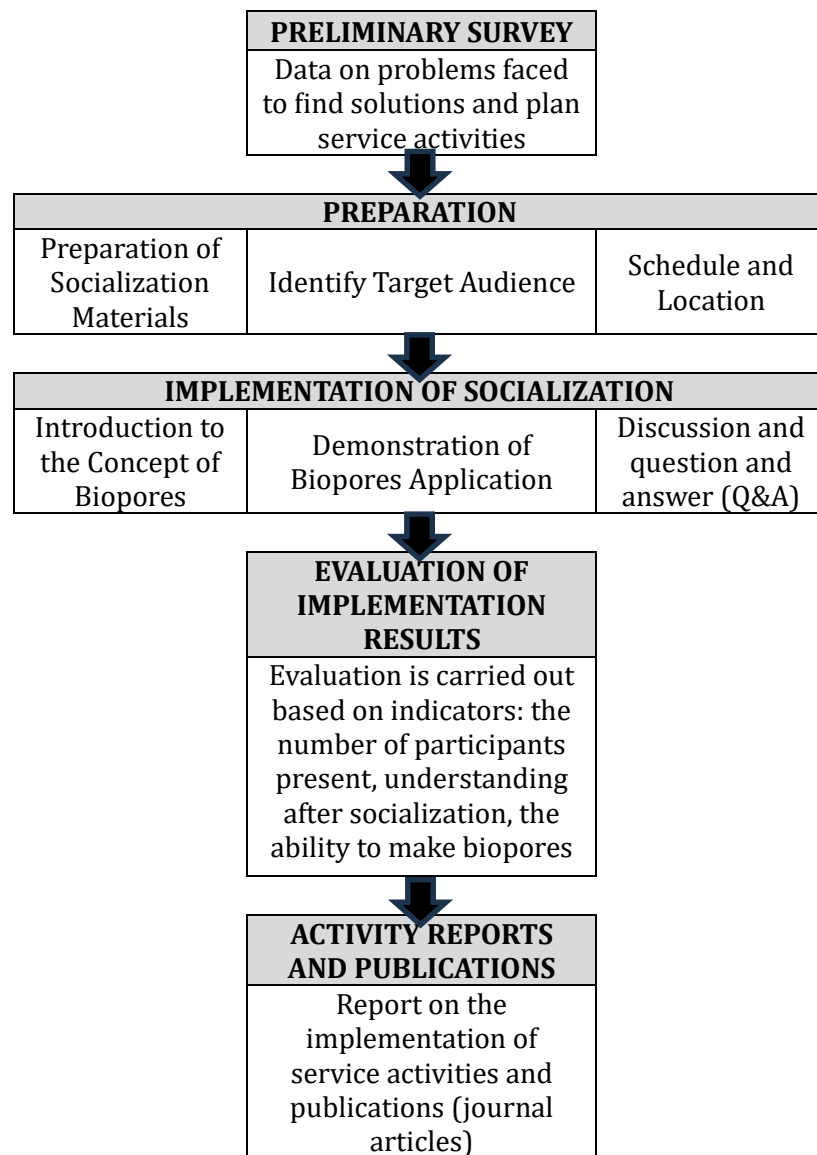 PRELIMINARY SURVEY
Data on problems faced
to find solutions and plan
service activities
PREPARATION
Preparation of
Socialization
Materials
Identify Target Audience
Schedule and
Location
IMPLEMENTATION OF SOCIALIZATION
Introduction to
the Concept of
Biopores
Demonstration of
Biopores Application
Discussion and
question and
answer (Q&A)
EVALUATION OF
IMPLEMENTATION
RESULTS
Evaluation is carried out
based on indicators: the
number of participants
present, understanding
after socialization, the
ability to make biopores
ACTIVITY REPORTS
AND PUBLICATIONS
Report on the
implementation of
service activities and
publications (journal
articles)